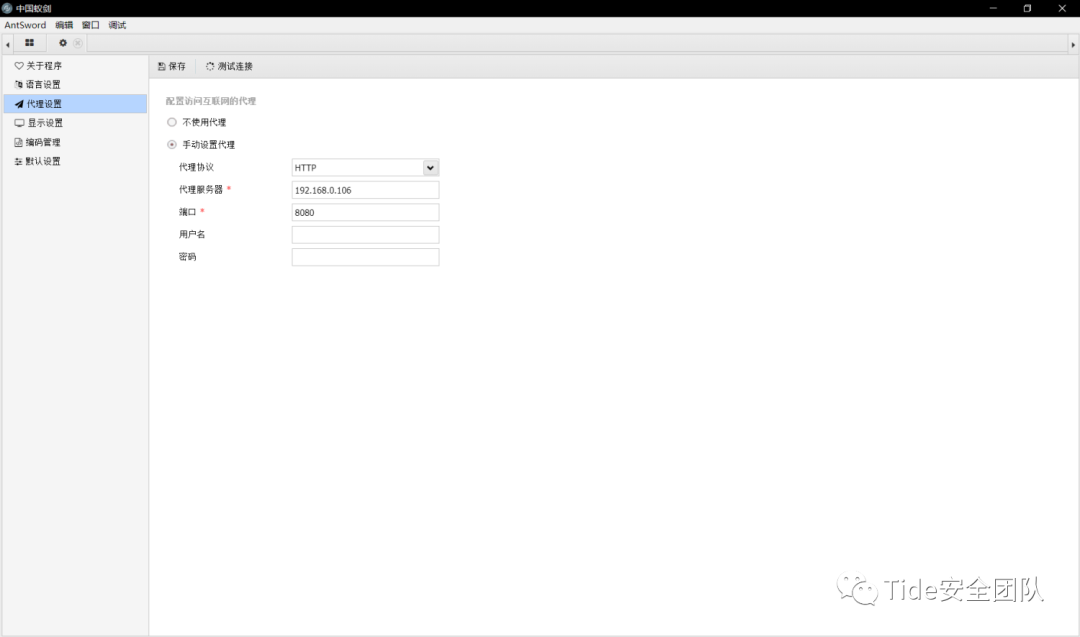 中国蚁剑
AntSword 编辑 窗口 调试
关于程序
语言设置
代理设置
显示设置
编码管理
默认设置
保存 测试连接
配置访问互联网的代理
不使用代理
手动设置代理
代理协议 HTTP
代理服务器 * 192.168.0.106
端口 * 8080
用户名
密码
Tide安全团队